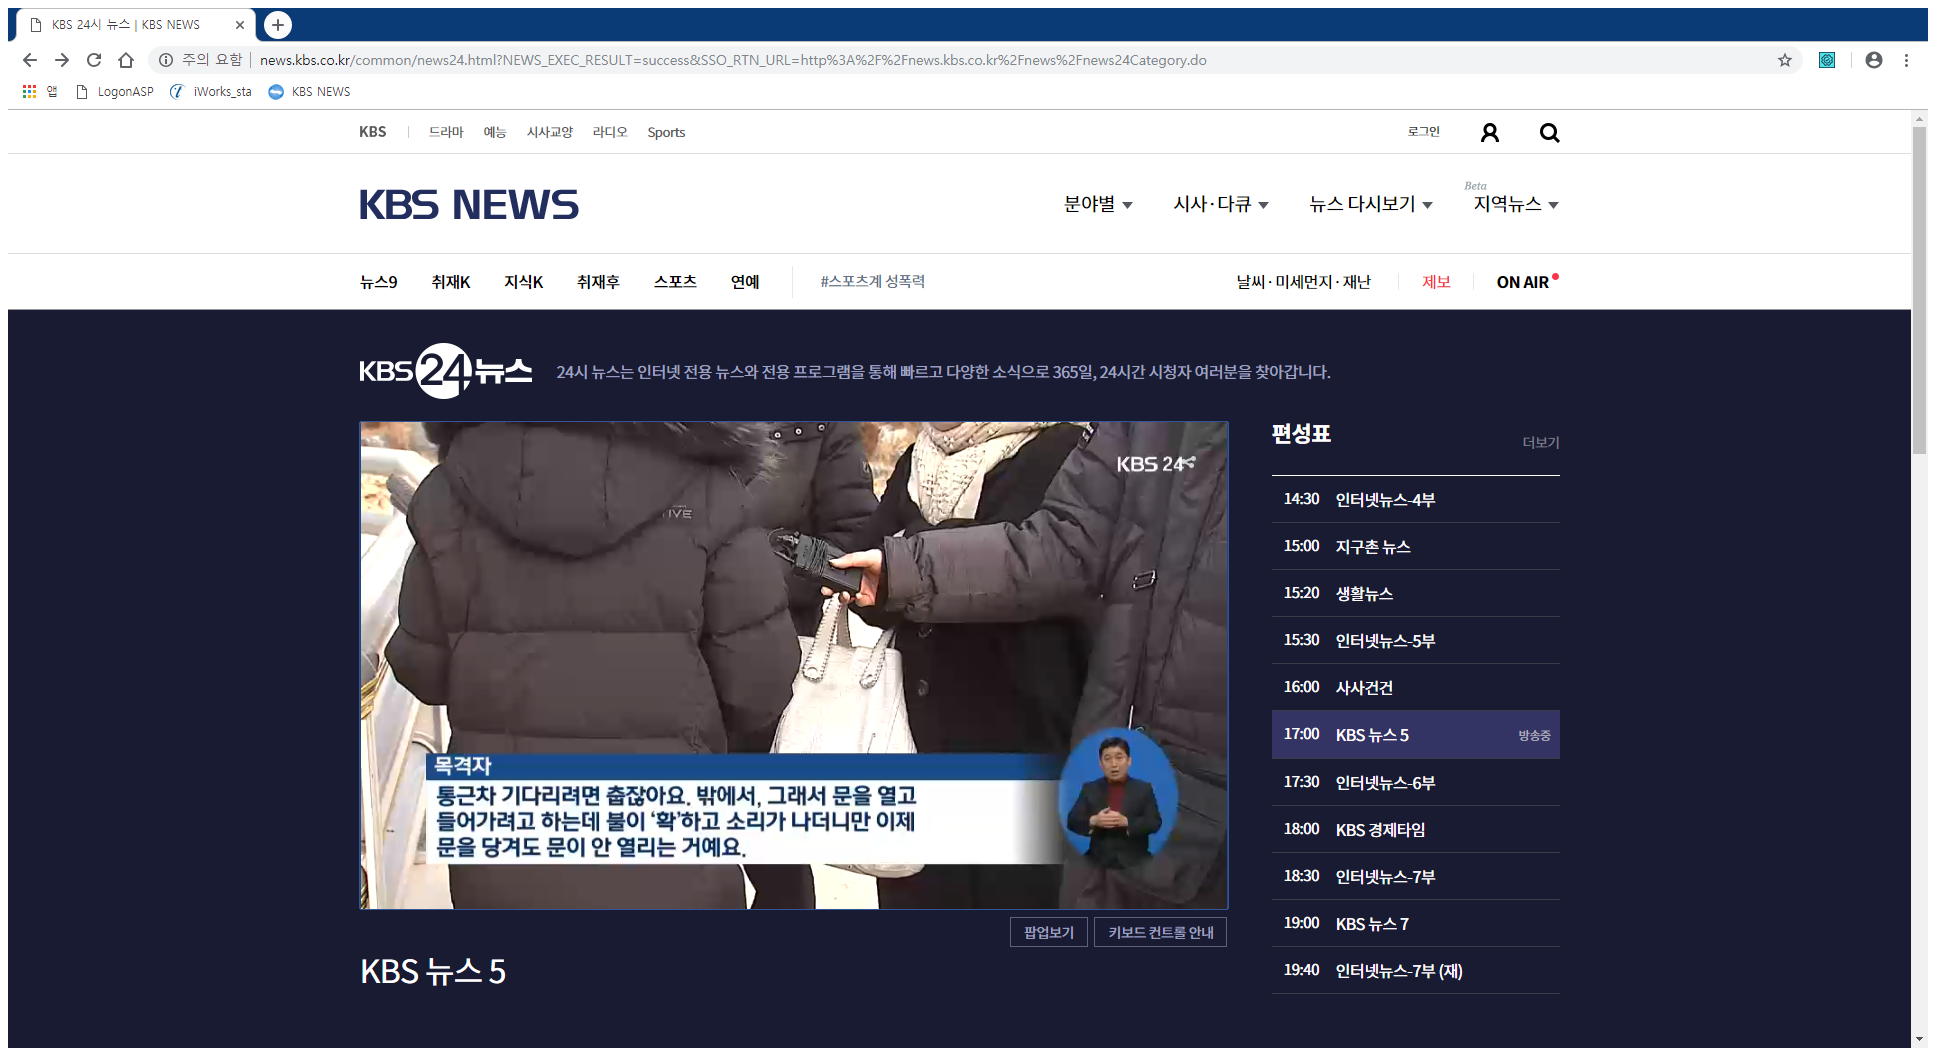 KBS 24시 뉴스 | KBS NEWS
주의 요함 | news.kbs.co.kr/common/news24.html?NEWS_EXEC_RESULT=success&SSO_RTN_URL=http%3A%2F%2Fnews.kbs.co.kr%2Fnews%2Fnews24Category.do
앱 LogonASP iWorks_sta KBS NEWS
KBS 드라마 예능 시사교양 라디오 Sports 로그인
Beta
KBS NEWS 분야별 시사·다큐 뉴스 다시보기 지역뉴스
뉴스9 취재K 지식K 취재후 스포츠 연예 #스포츠계 성폭력 날씨·미세먼지·재난 제보 ON AIR
KBS 24 뉴스 24시 뉴스는 인터넷 전용 뉴스와 전용 프로그램을 통해 빠르고 다양한 소식으로 365일, 24시간 시청자 여러분을 찾아갑니다.
KBS 24
목격자
통근차 기다리려면 춥잖아요. 밖에서, 그래서 문을 열고
들어가려고 하는데 불이 ‘확’하고 소리가 나더니만 이제
문을 당겨도 문이 안 열리는 거예요.
팝업보기 키보드 컨트롤 안내
KBS 뉴스 5
편성표 더보기
14:30 인터넷뉴스-4부
15:00 지구촌 뉴스
15:20 생활뉴스
15:30 인터넷뉴스-5부
16:00 사사건건
17:00 KBS 뉴스 5 방송중
17:30 인터넷뉴스-6부
18:00 KBS 경제타임
18:30 인터넷뉴스-7부
19:00 KBS 뉴스 7
19:40 인터넷뉴스-7부 (재)